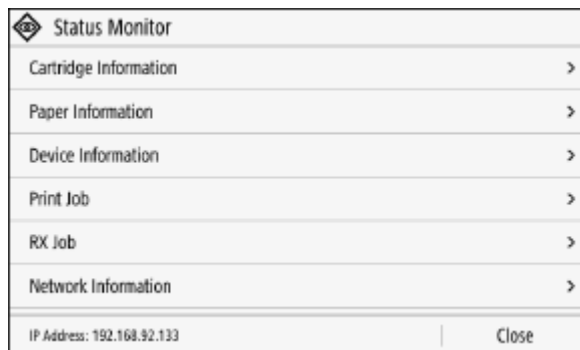 Status Monitor
Cartridge Information
Paper Information
Device Information
Print Job
RX Job
Network Information
IP Address: 192.168.92.133
Close